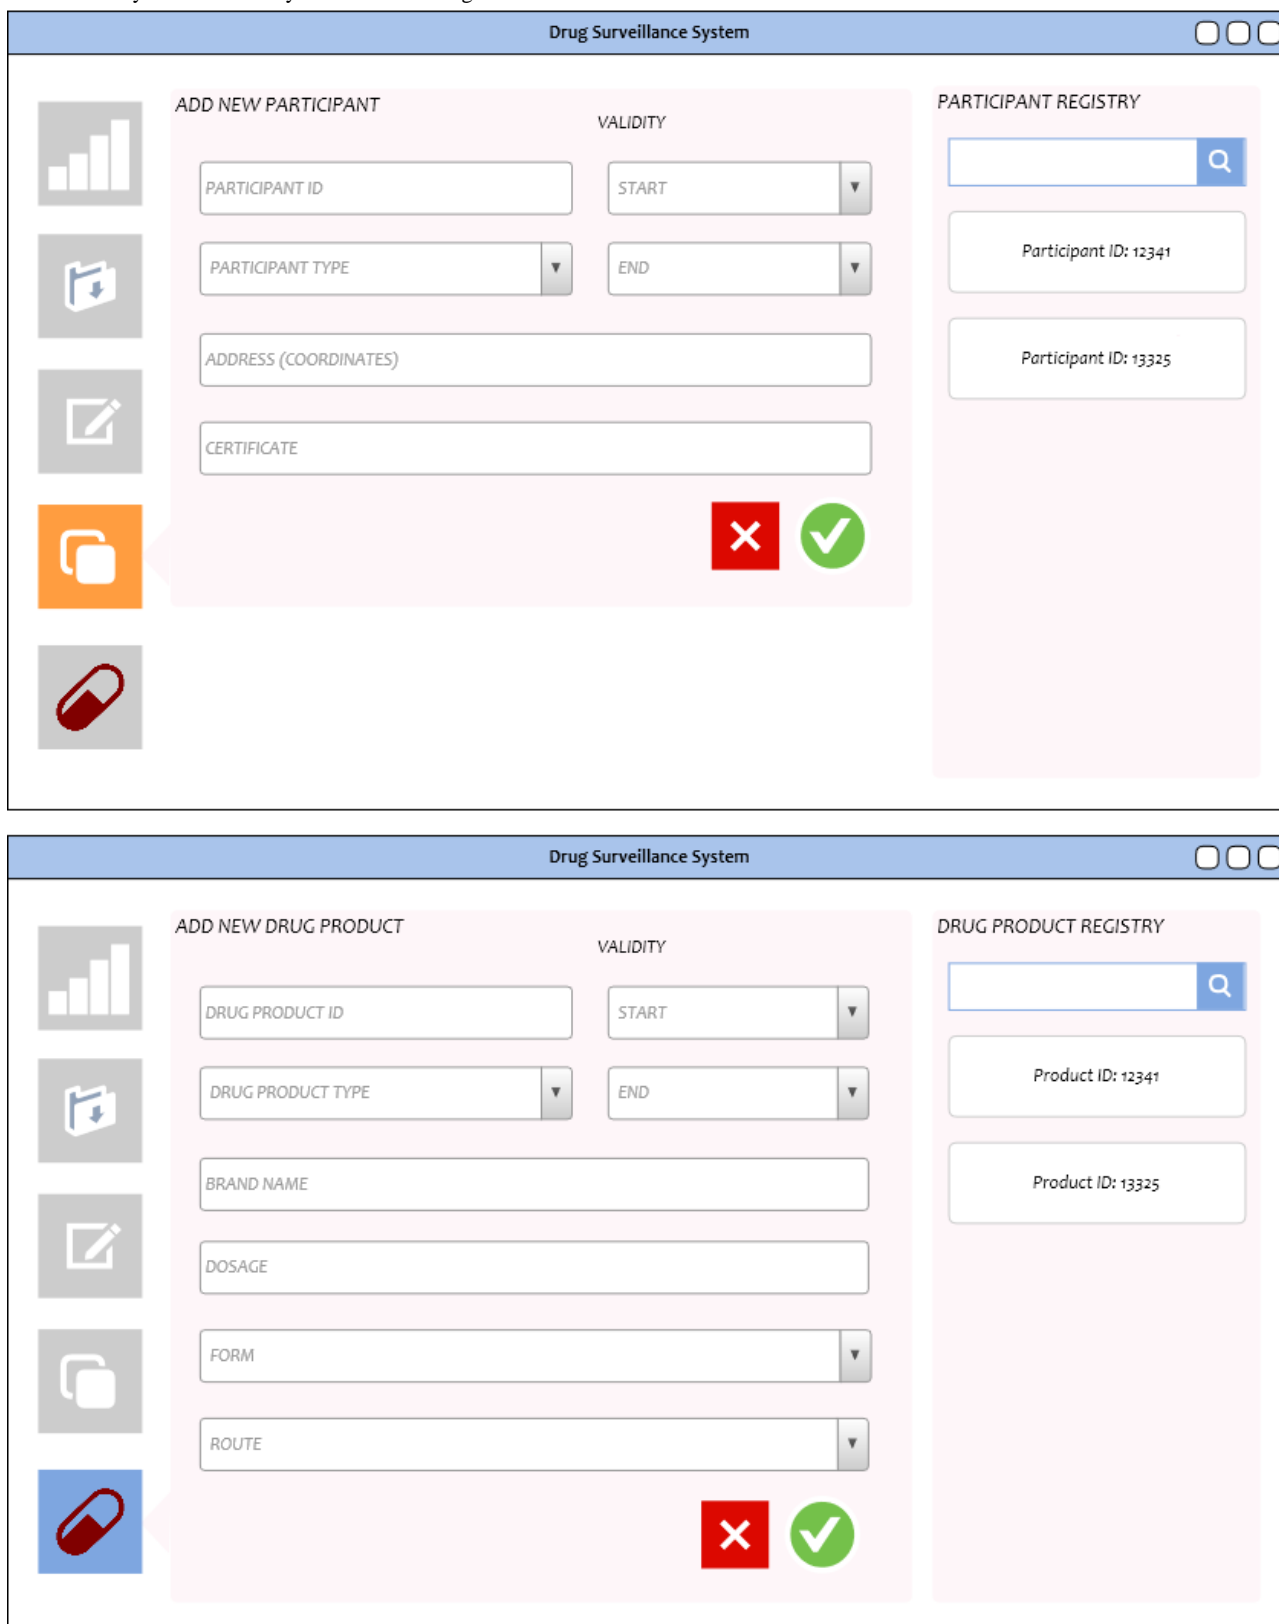 Drug Surveillance System
ADD NEW PARTICIPANT
VALIDITY
PARTICIPANT ID
START
PARTICIPANT TYPE
END
ADDRESS (COORDINATES)
CERTIFICATE
PARTICIPANT REGISTRY
Participant ID: 12341
Participant ID: 13325
Drug Surveillance System
ADD NEW DRUG PRODUCT
VALIDITY
DRUG PRODUCT ID
START
DRUG PRODUCT TYPE
END
BRAND NAME
DOSAGE
FORM
ROUTE
DRUG PRODUCT REGISTRY
Product ID: 12341
Product ID: 13325